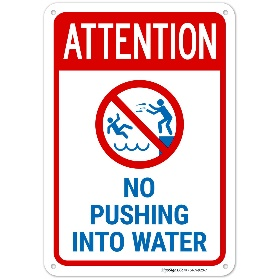 ATTENTION
NO
PUSHING
INTO WATER